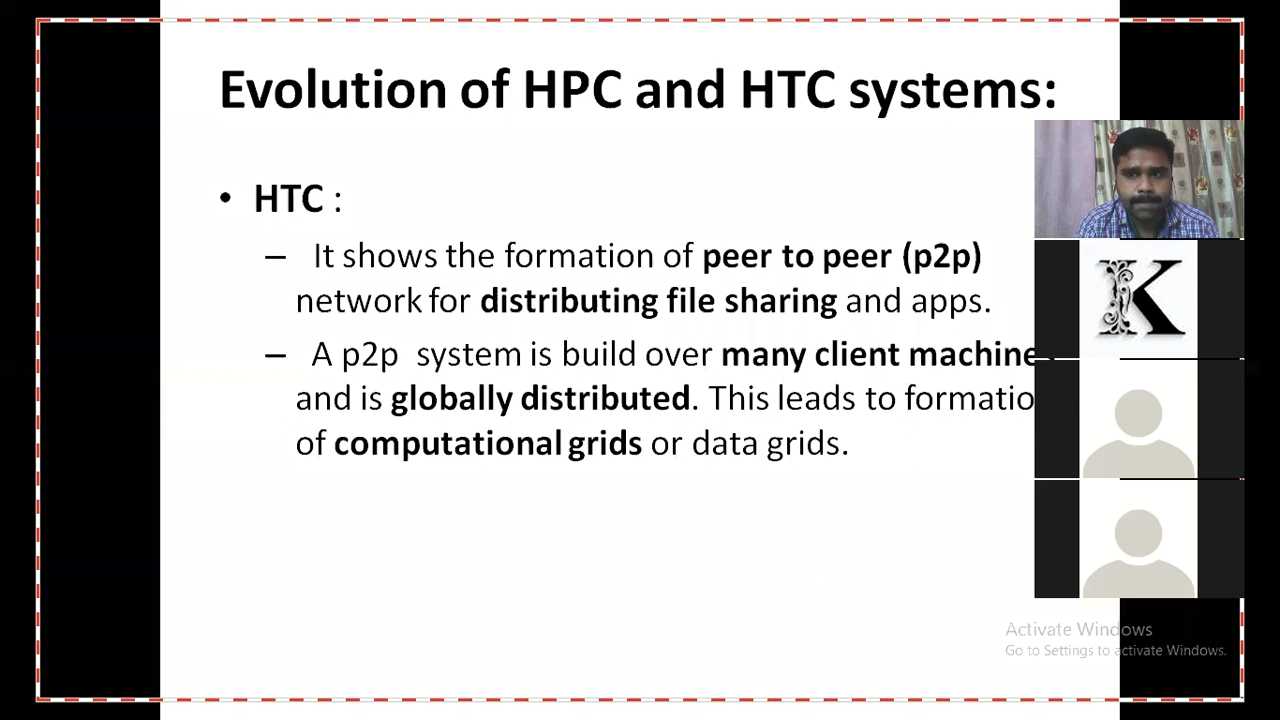 Evolution of HPC and HTC systems:
• HTC :
– It shows the formation of peer to peer (p2p)
network for distributing file sharing and apps.
– A p2p system is build over many client machine
and is globally distributed. This leads to formatio
of computational grids or data grids.
K
Activate Windows
Go to Settings to activate Windows.